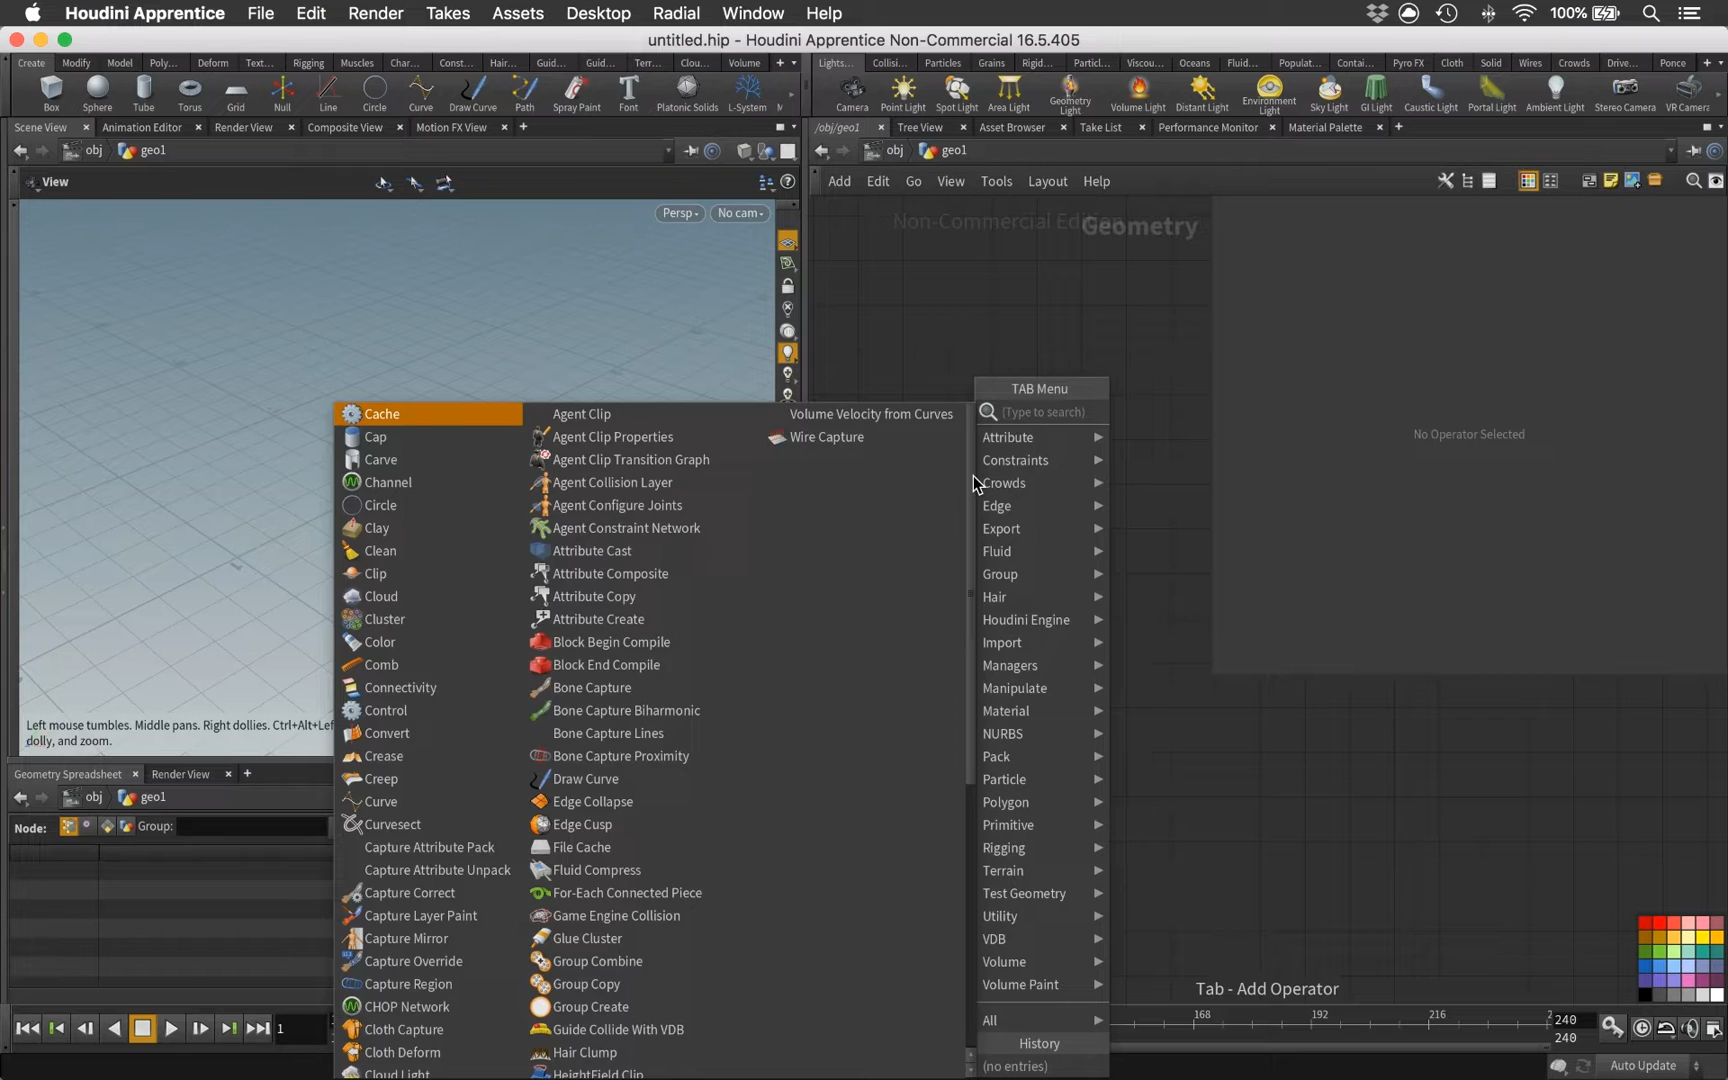 Houdini Apprentice File Edit Render Takes Assets Desktop Radial Window Help 100%
untitled.hip - Houdini Apprentice Non-Commercial 16.5.405
Create Modify Model Poly... Deform Text... Rigging Muscles Char... Const... Hair... Guid... Guid... Terr... Clou... Volume
Lights... Collisi... Particles Grains Rigid... Particl... Viscou... Oceans Fluid... Populat... Contai... Pyro FX Cloth Solid Wires Crowds Drive... Ponce
Box Sphere Tube Torus Grid Null Line Circle Curve Draw Curve Path Spray Paint Font Platonic Solids L-System
Camera Point Light Spot Light Area Light Geometry Light Volume Light Distant Light Environment Light Sky Light GI Light Caustic Light Portal Light Ambient Light Stereo Camera VR Camera
Scene View Animation Editor Render View Composite View Motion FX View
/obj/geo1 Tree View Asset Browser Take List Performance Monitor Material Palette
obj geo1
obj geo1
View
Add Edit Go View Tools Layout Help
Persp No cam
Non-Commercial Edition
Geometry
No Operator Selected
TAB Menu
(Type to search)
Attribute
Constraints
Crowds
Edge
Export
Fluid
Group
Hair
Houdini Engine
Import
Managers
Manipulate
Material
NURBS
Pack
Particle
Polygon
Primitive
Rigging
Terrain
Test Geometry
Utility
VDB
Volume
Volume Paint
All
History
(no entries)
Cache
Cap
Carve
Channel
Circle
Clay
Clean
Clip
Cloud
Cluster
Color
Comb
Connectivity
Control
Convert
Crease
Creep
Curve
Curvesect
Capture Attribute Pack
Capture Attribute Unpack
Capture Correct
Capture Layer Paint
Capture Mirror
Capture Override
Capture Region
CHOP Network
Cloth Capture
Cloth Deform
Cloud Light
Agent Clip
Agent Clip Properties
Agent Clip Transition Graph
Agent Collision Layer
Agent Configure Joints
Agent Constraint Network
Attribute Cast
Attribute Composite
Attribute Copy
Attribute Create
Block Begin Compile
Block End Compile
Bone Capture
Bone Capture Biharmonic
Bone Capture Lines
Bone Capture Proximity
Draw Curve
Edge Collapse
Edge Cusp
File Cache
Fluid Compress
For-Each Connected Piece
Game Engine Collision
Glue Cluster
Group Combine
Group Copy
Group Create
Guide Collide With VDB
Hair Clump
HeightField Clip
Volume Velocity from Curves
Wire Capture
Left mouse tumbles. Middle pans. Right dollies. Ctrl+Alt+Lef
dolly, and zoom.
Geometry Spreadsheet Render View
obj geo1
Node: Group:
Tab - Add Operator
1
168 192 216 2
240
240
Auto Update